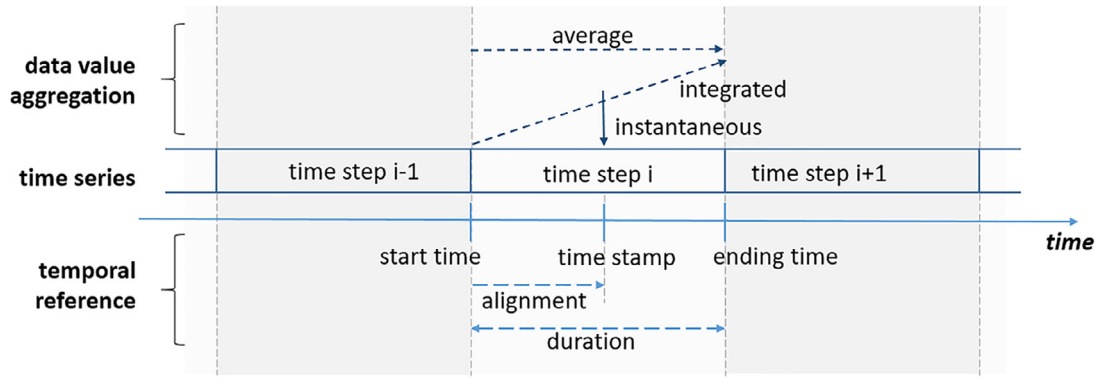 average
data value
aggregation
integrated
instantaneous
time series
time step i-1
time step i
time step i+1
time
start time
time stamp
ending time
temporal
reference
alignment
duration